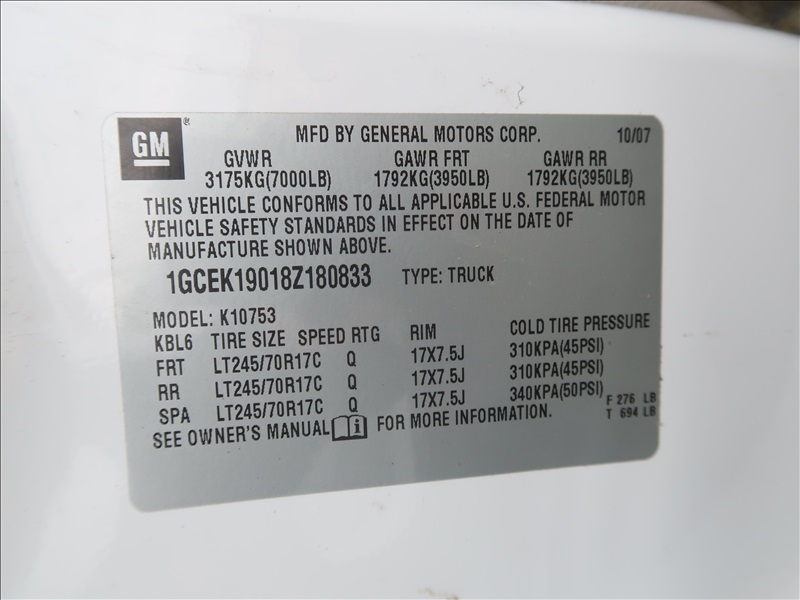 GM ® MFD BY GENERAL MOTORS CORP. 10/07
GVWR GAWR FRT GAWR RR
3175KG(7000LB) 1792KG(3950LB) 1792KG(3950LB)
THIS VEHICLE CONFORMS TO ALL APPLICABLE U.S. FEDERAL MOTOR
VEHICLE SAFETY STANDARDS IN EFFECT ON THE DATE OF
MANUFACTURE SHOWN ABOVE.
1GCEK19018Z180833 TYPE: TRUCK
MODEL: K10753
KBL6 TIRE SIZE SPEED RTG RIM COLD TIRE PRESSURE
FRT LT245/70R17C Q 17X7.5J 310KPA(45PSI)
RR LT245/70R17C Q 17X7.5J 310KPA(45PSI)
SPA LT245/70R17C Q 17X7.5J 340KPA(50PSI) F 276 LB
T 694 LB
SEE OWNER'S MANUAL i FOR MORE INFORMATION.